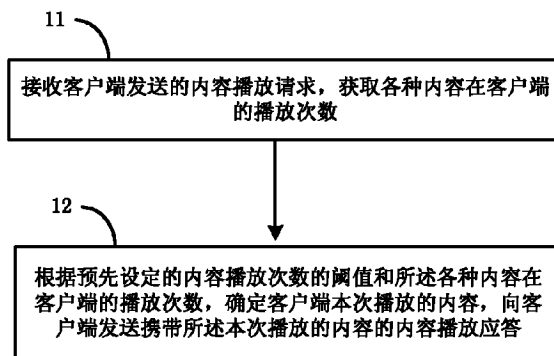 11
接收客户端发送的内容播放请求，获取各种内容在客户端
的播放次数
12
根据预先设定的内容播放次数的阈值和所述各种内容在
客户端的播放次数，确定客户端本次播放的内容，向客
户端发送携带所述本次播放的内容的内容播放应答